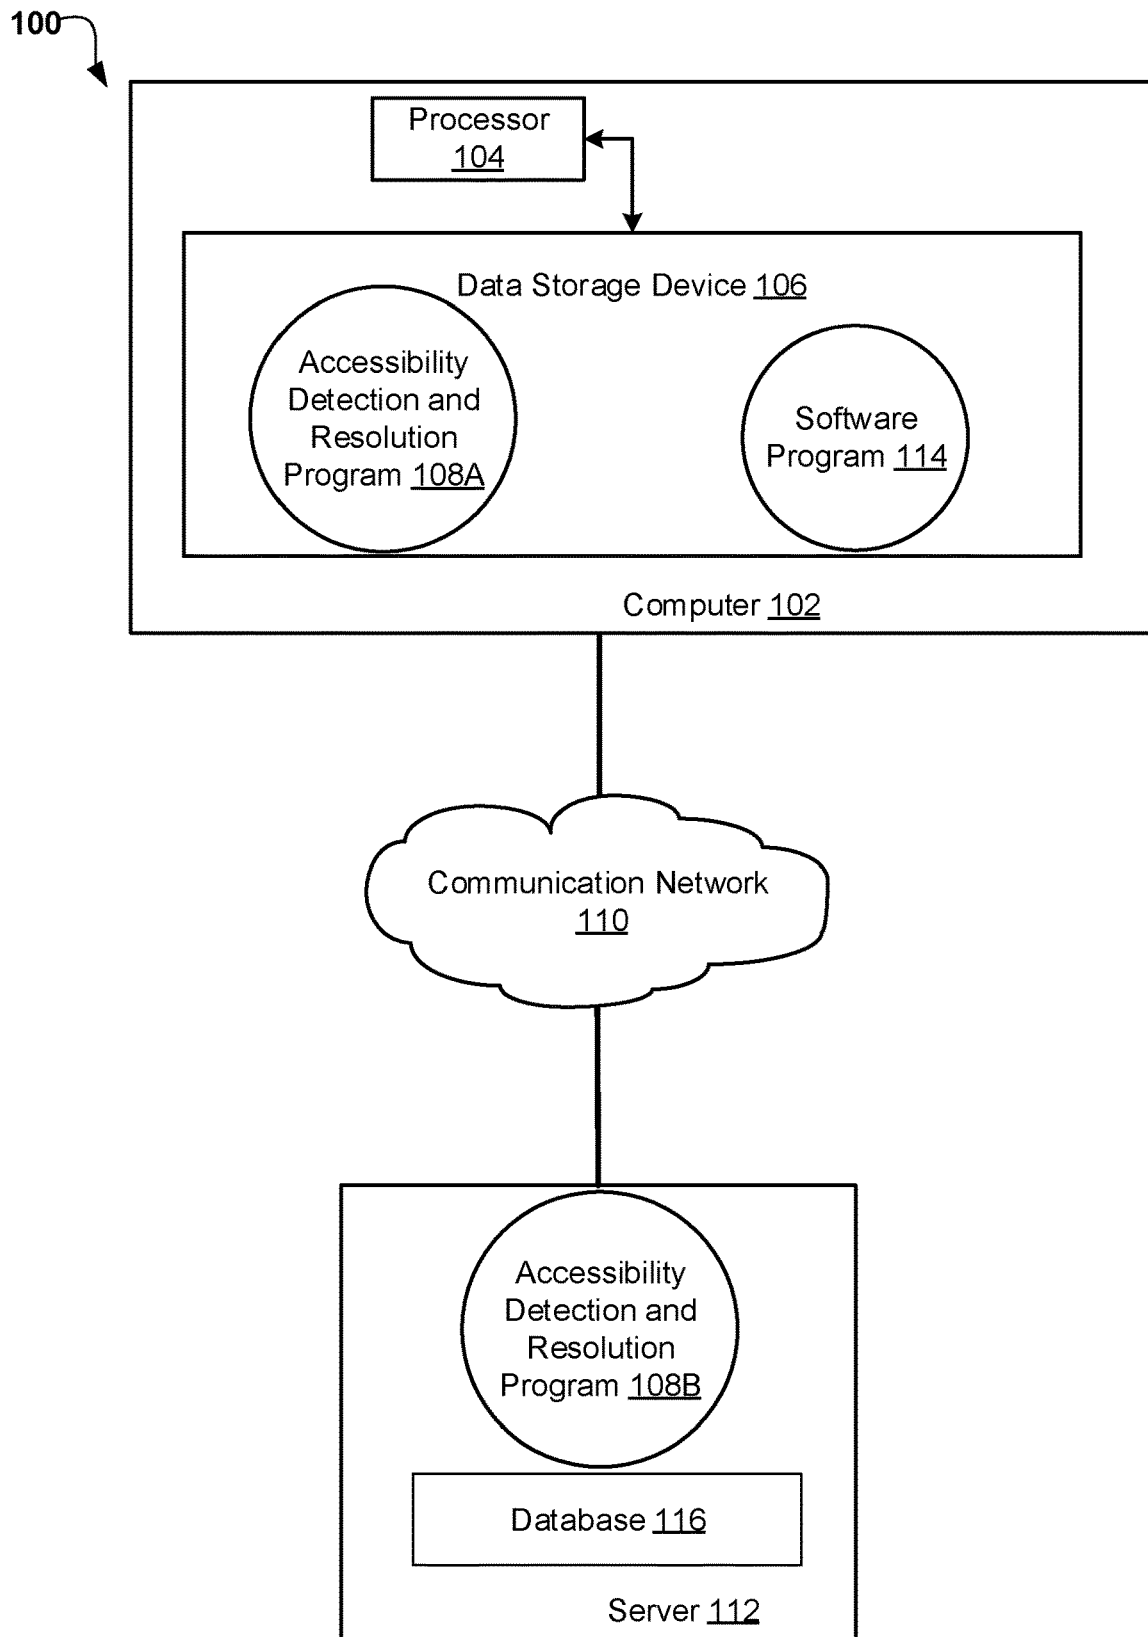 100
Processor
104
Data Storage Device 106
Accessibility
Detection and
Resolution
Program 108A
Software
Program 114
Computer 102
Communication Network
110
Accessibility
Detection and
Resolution
Program 108B
Database 116
Server 112